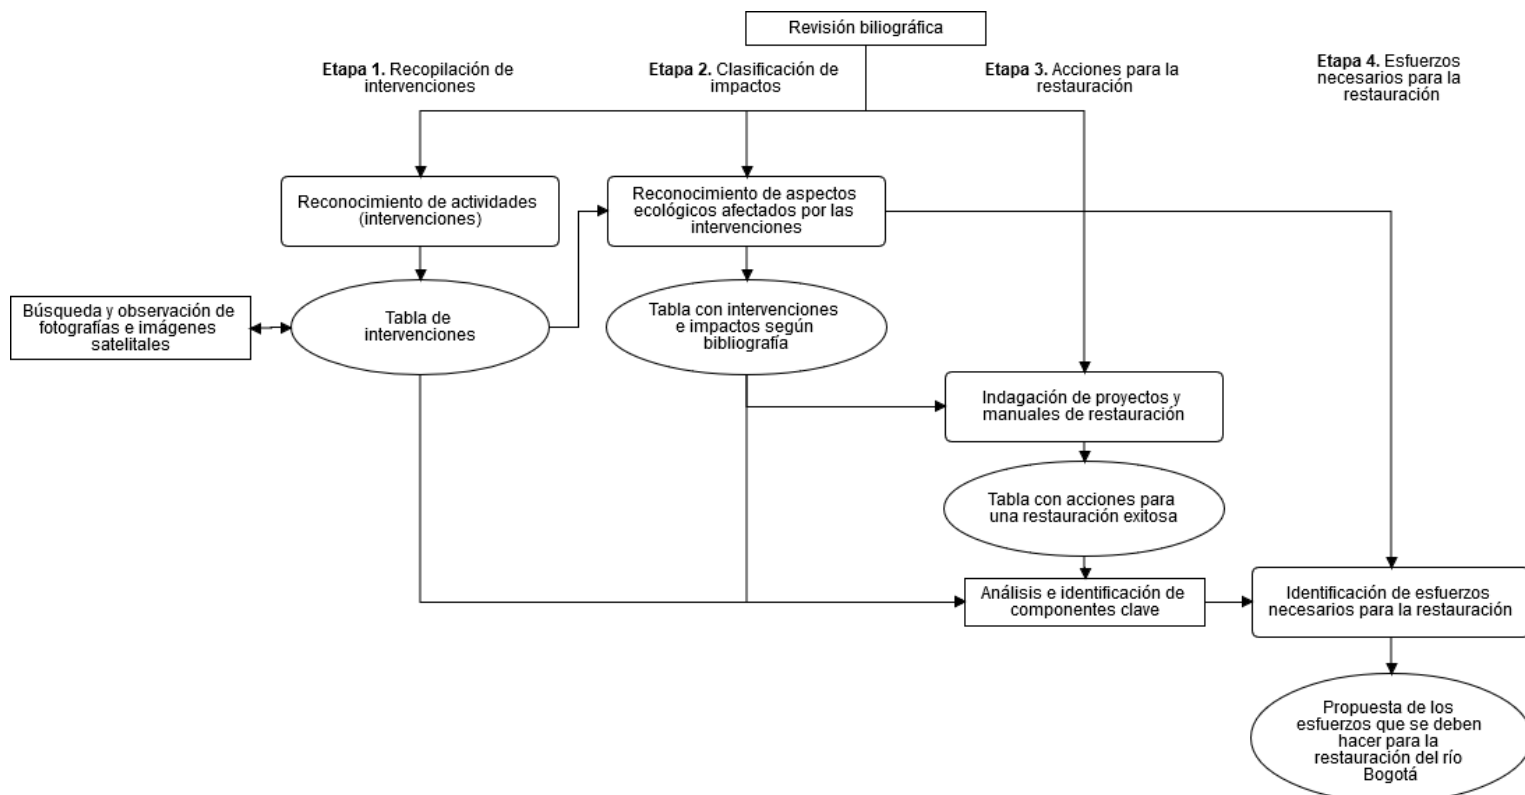 Revisión biliográfica
Etapa 1. Recopilación de
intervenciones
Etapa 2. Clasificación de
impactos
Etapa 3. Acciones para la
restauración
Etapa 4. Esfuerzos
necesarios para la
restauración
Reconocimiento de actividades
(intervenciones)
Reconocimiento de aspectos
ecológicos afectados por las
intervenciones
Búsqueda y observación de
fotografías e imágenes
satelitales
Tabla de
intervenciones
Tabla con intervenciones
e impactos según
bibliografía
Indagación de proyectos y
manuales de restauración
Tabla con acciones para
una restauración exitosa
Análisis e identificación de
componentes clave
Identificación de esfuerzos
necesarios para la restauración
Propuesta de los
esfuerzos que se deben
hacer para la
restauración del río
Bogotá